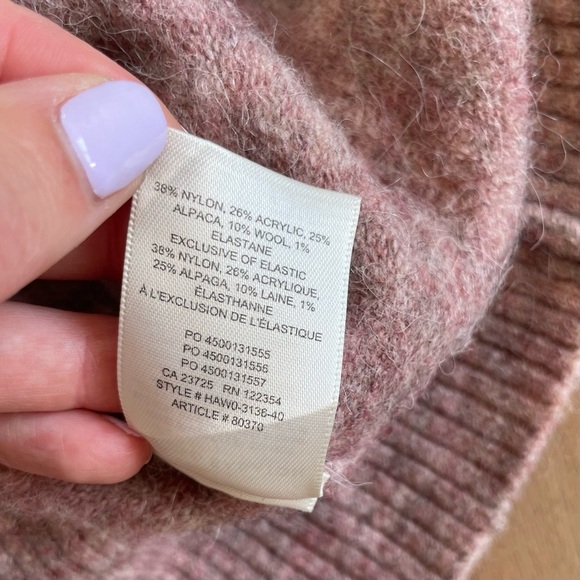 38% NYLON, 26% ACRYLIC, 25%
ALPACA, 10% WOOL, 1%
ELASTANE
EXCLUSIVE OF ELASTIC
38% NYLON, 26% ACRYLIQUE,
25% ALPAGA, 10% LAINE, 1%
ÉLASTHANNE
À L'EXCLUSION DE L'ÉLASTIQUE
PO 4500131555
PO 4500131556
PO 4500131557
CA 23725 RN 122354
STYLE # HAW0-3136-40
ARTICLE # 80370